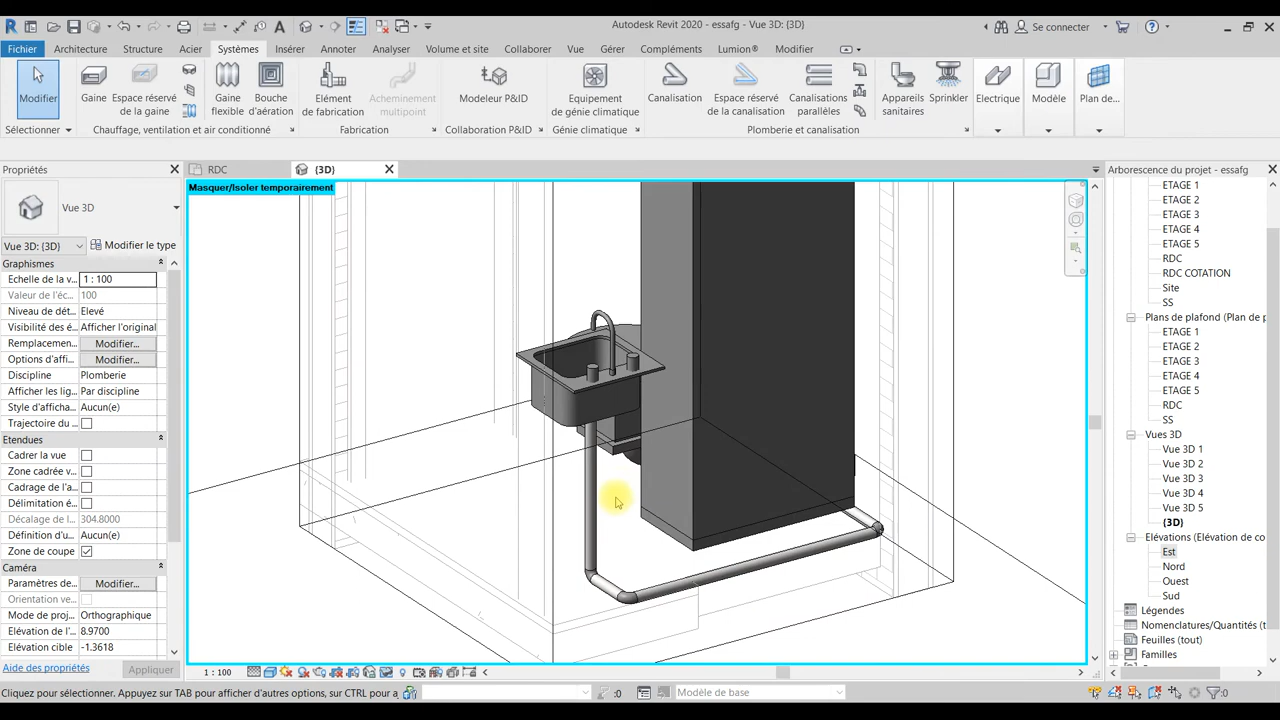 Autodesk Revit 2020 - essafg - Vue 3D: {3D}
Se connecter
Fichier Architecture Structure Acier Systèmes Insérer Annoter Analyser Volume et site Collaborer Vue Gérer Compléments Lumion® Modifier
Modifier
Gaine
Espace réservé de la gaine
Gaine flexible
Bouche d'aération
Elément de fabrication
Acheminement multipoint
Modeleur P&ID
Equipement de génie climatique
Canalisation
Espace réservé de la canalisation
Canalisations parallèles
Appareils sanitaires
Sprinkler
Electrique
Modèle
Plan de...
Sélectionner
Chauffage, ventilation et air conditionné
Fabrication
Collaboration P&ID
Génie climatique
Plomberie et canalisation
Propriétés
RDC
{3D}
Arborescence du projet - essafg
Masquer/Isoler temporairement
Vue 3D
Vue 3D: {3D}
Modifier le type
Graphismes
Echelle de la v... 1 : 100
Valeur de l'éc... 100
Niveau de dét... Elevé
Visibilité des é... Afficher l'original
Remplacemen... Modifier...
Options d'affi... Modifier...
Discipline Plomberie
Afficher les lig... Par discipline
Style d'afficha... Aucun(e)
Trajectoire du
Etendues
Cadrer la vue
Zone cadrée v...
Cadrage de l'a...
Délimitation é...
Décalage de l... 304.8000
Définition d'u... Aucun(e)
Zone de coupe
Caméra
Paramètres de... Modifier...
Orientation ve...
Mode de proj... Orthographique
Elévation de l'... 8.9700
Elévation cible -1.3618
Aide des propriétés
Appliquer
ETAGE 1
ETAGE 2
ETAGE 3
ETAGE 4
ETAGE 5
RDC
RDC COTATION
Site
SS
Plans de plafond (Plan de p
ETAGE 1
ETAGE 2
ETAGE 3
ETAGE 4
ETAGE 5
RDC
SS
Vues 3D
Vue 3D 1
Vue 3D 2
Vue 3D 3
Vue 3D 4
Vue 3D 5
{3D}
Elévations (Elévation de co
Est
Nord
Ouest
Sud
Légendes
Nomenclatures/Quantités (t
Feuilles (tout)
Familles
1 : 100
Cliquez pour sélectionner. Appuyez sur TAB pour afficher d'autres options, sur CTRL pour a
:0
Modèle de base
:0